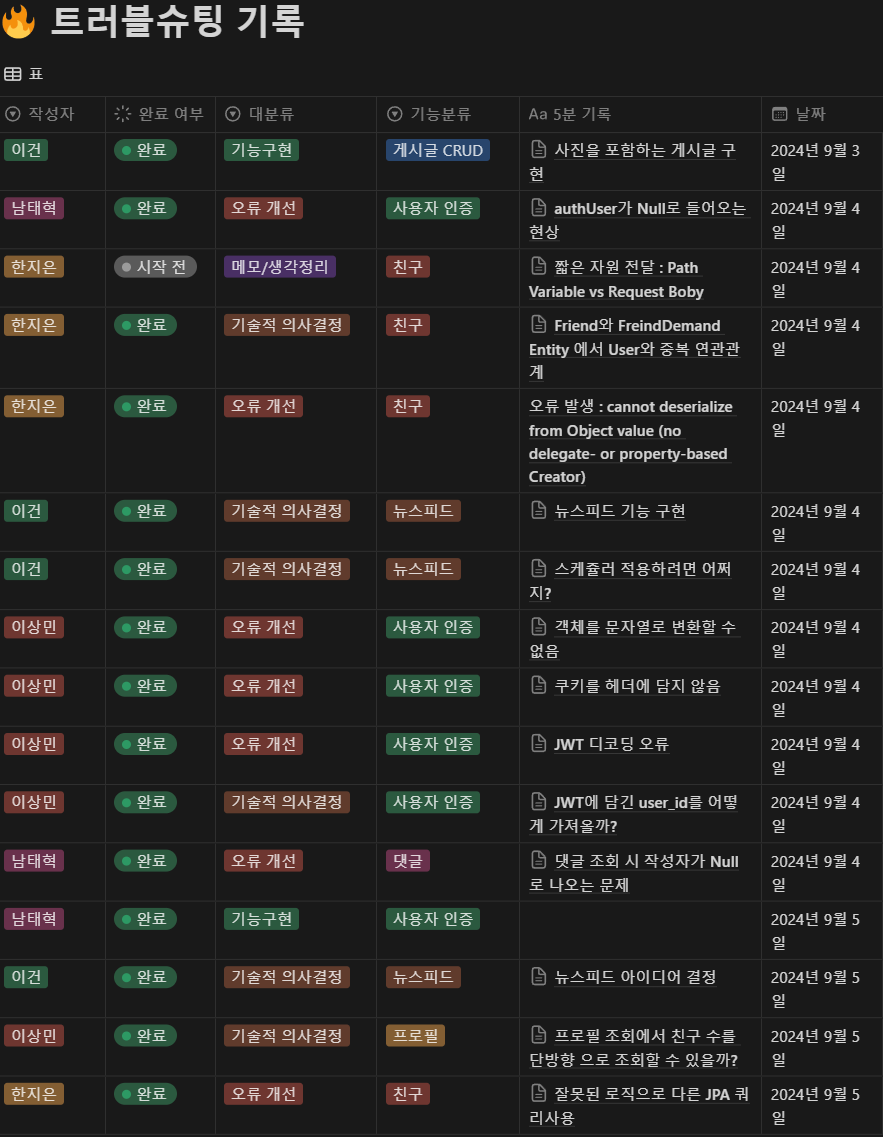 🔥 트러블슈팅 기록
표
작성자 완료 여부 대분류 기능분류 Aa 5분 기록 날짜
이건 완료 기능구현 게시글 CRUD 사진을 포함하는 게시글 구 2024년 9월 3
현 일
남태혁 완료 오류 개선 사용자 인증 authUser가 Null로 들어오는 2024년 9월 4
현상 일
한지은 시작 전 메모/생각정리 친구 짧은 자원 전달 : Path 2024년 9월 4
Variable vs Request Boby 일
한지은 완료 기술적 의사결정 친구 Friend와 FreindDemand 2024년 9월 4
Entity 에서 User와 중복 연관관 일
계
한지은 완료 오류 개선 친구 오류 발생 : cannot deserialize 2024년 9월 4
from Object value (no 일
delegate- or property-based
Creator)
이건 완료 기술적 의사결정 뉴스피드 뉴스피드 기능 구현 2024년 9월 4
일
이건 완료 기술적 의사결정 뉴스피드 스케쥴러 적용하려면 어쩌 2024년 9월 4
지? 일
이상민 완료 오류 개선 사용자 인증 객체를 문자열로 변환할 수 2024년 9월 4
없음 일
이상민 완료 오류 개선 사용자 인증 쿠키를 헤더에 담지 않음 2024년 9월 4
일
이상민 완료 오류 개선 사용자 인증 JWT 디코딩 오류 2024년 9월 4
일
이상민 완료 기술적 의사결정 사용자 인증 JWT에 담긴 user_id를 어떻 2024년 9월 4
게 가져올까? 일
남태혁 완료 오류 개선 댓글 댓글 조회 시 작성자가 Null 2024년 9월 4
로 나오는 문제 일
남태혁 완료 기능구현 사용자 인증 2024년 9월 5
일
이건 완료 기술적 의사결정 뉴스피드 뉴스피드 아이디어 결정 2024년 9월 5
일
이상민 완료 기술적 의사결정 프로필 프로필 조회에서 친구 수를 2024년 9월 5
단방향 으로 조회할 수 있을까? 일
한지은 완료 오류 개선 친구 잘못된 로직으로 다른 JPA 쿼 2024년 9월 5
리사용 일